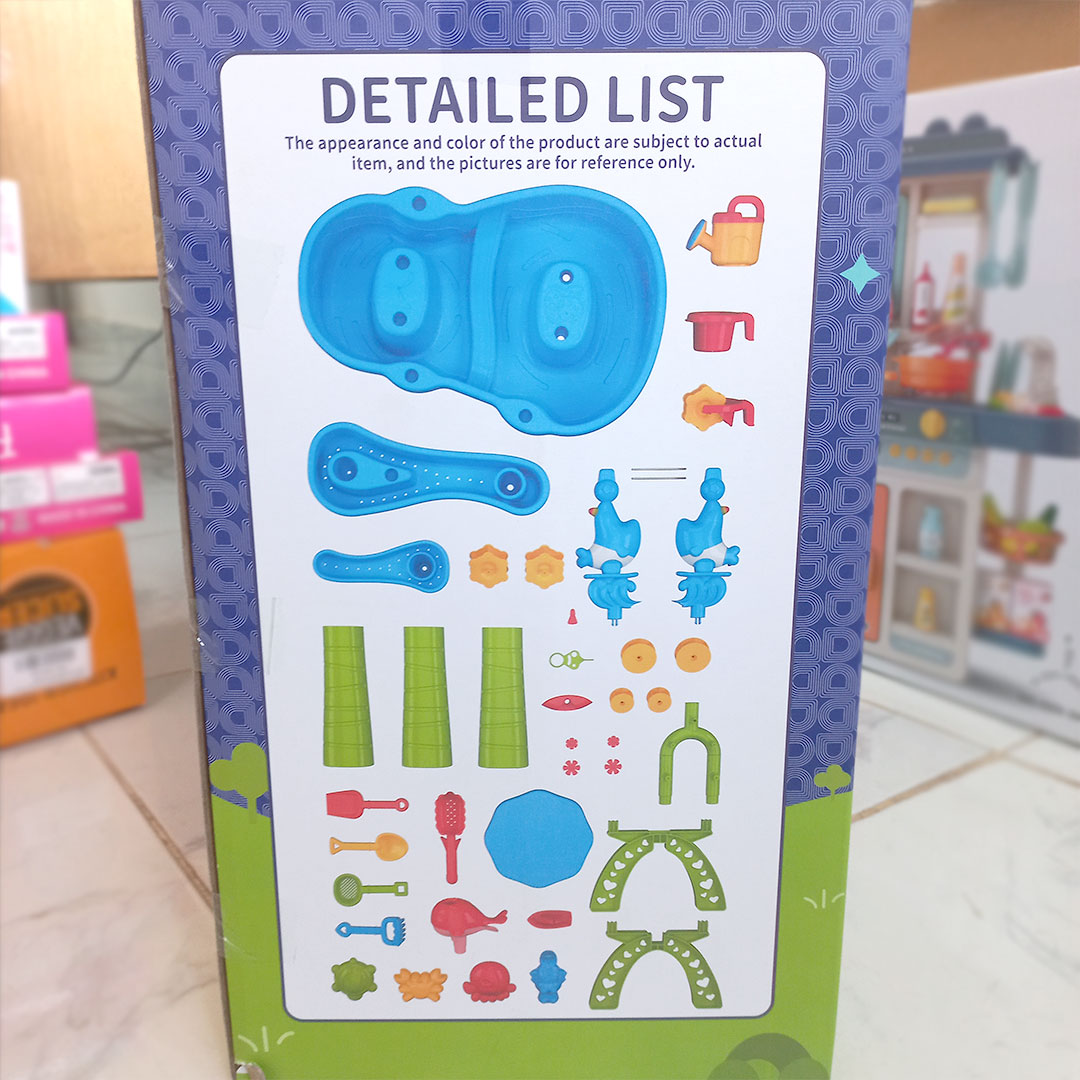 DETAILED LIST
The appearance and color of the product are subject to actual
item, and the pictures are for reference only.